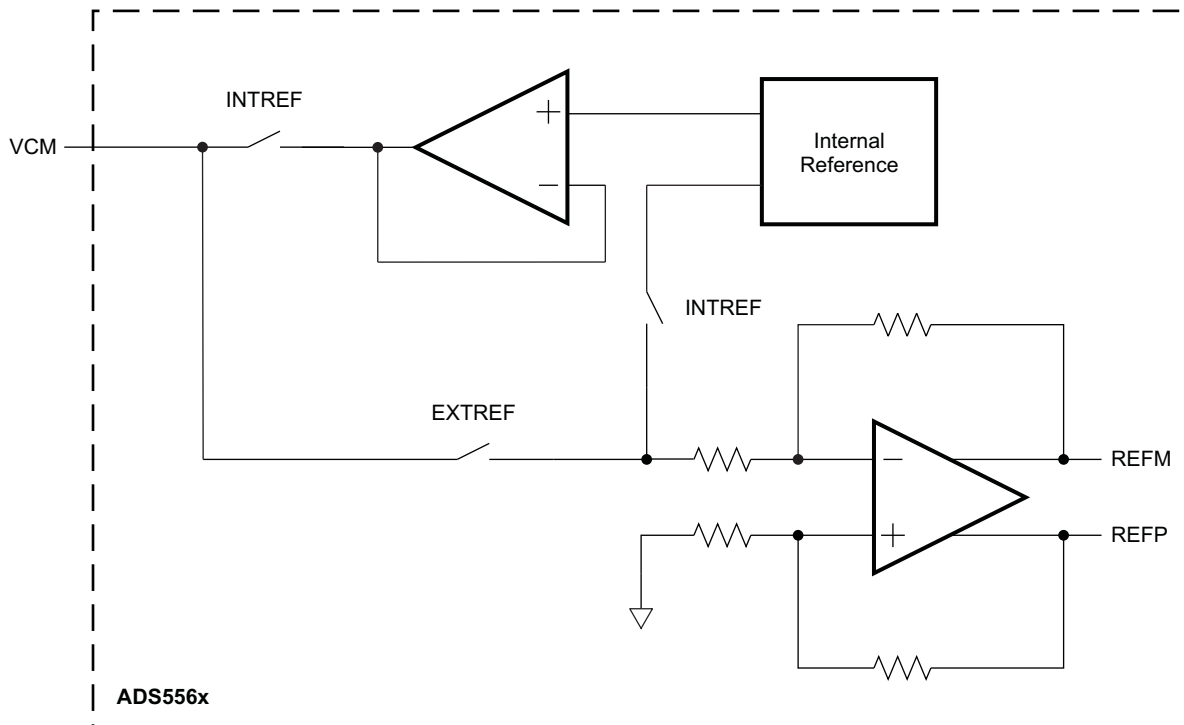 INTREF
VCM
Internal
Reference
INTREF
EXTREF
REFM
REFP
ADS556x